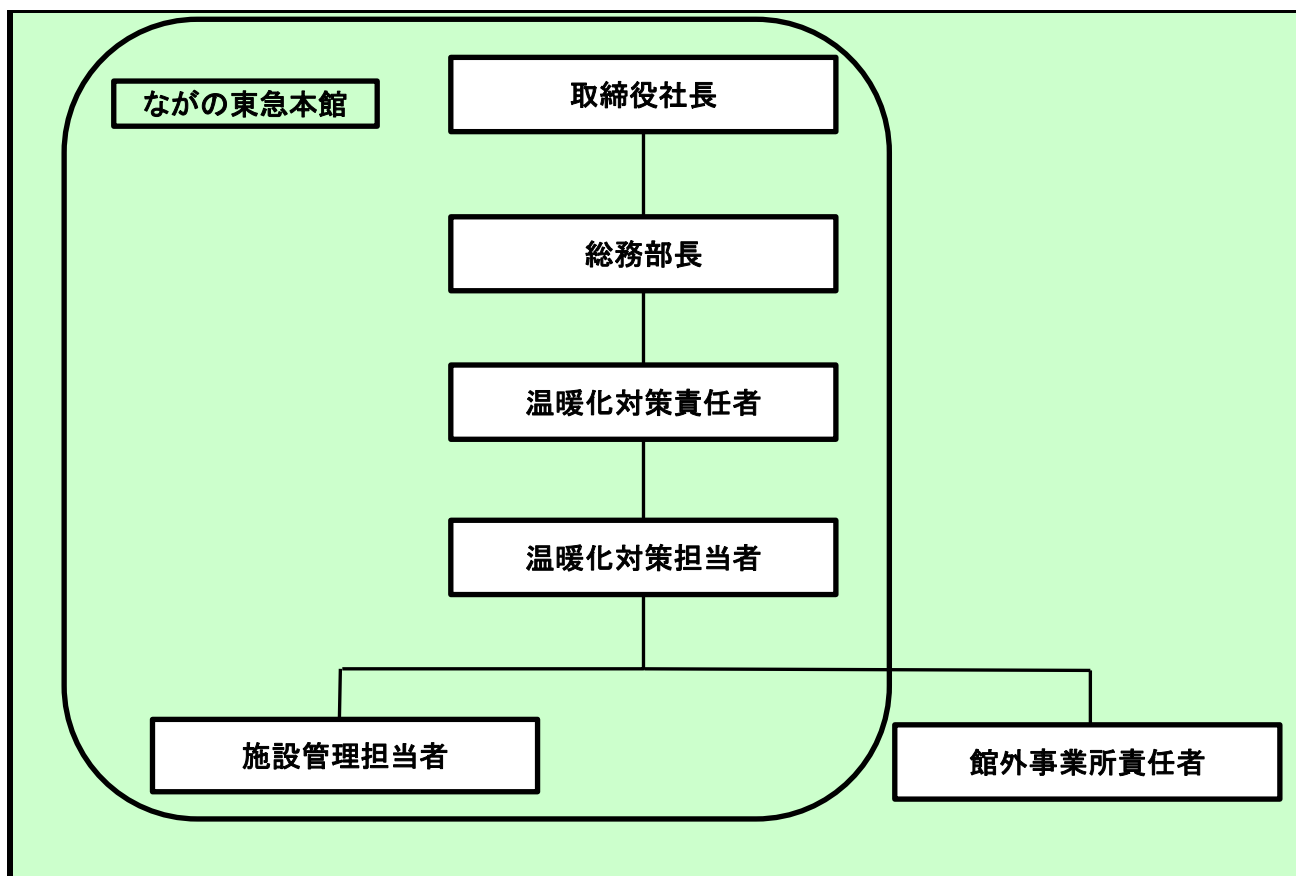 ながの東急本館
取締役社長
総務部長
温暖化対策責任者
温暖化対策担当者
施設管理担当者
館外事業所責任者